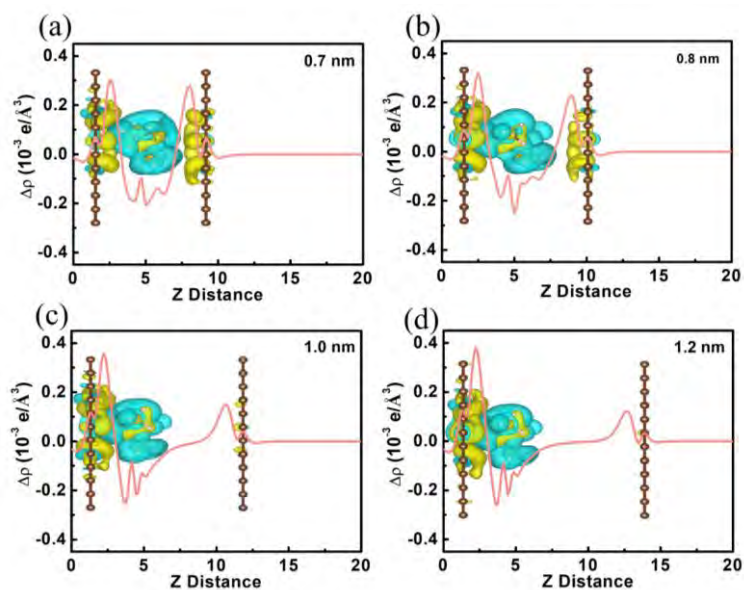 (a)
0.7 nm
0.4
0.2
0.0
-0.2
-0.4
Δρ (10⁻³ e/Å³)
0 5 10 15 20
Z Distance
(b)
0.8 nm
0.4
0.2
0.0
-0.2
-0.4
Δρ (10⁻³ e/Å³)
0 5 10 15 20
Z Distance
(c)
1.0 nm
0.4
0.2
0.0
-0.2
-0.4
Δρ (10⁻³ e/Å³)
0 5 10 15 20
Z Distance
(d)
1.2 nm
0.4
0.2
0.0
-0.2
-0.4
Δρ (10⁻³ e/Å³)
0 5 10 15 20
Z Distance